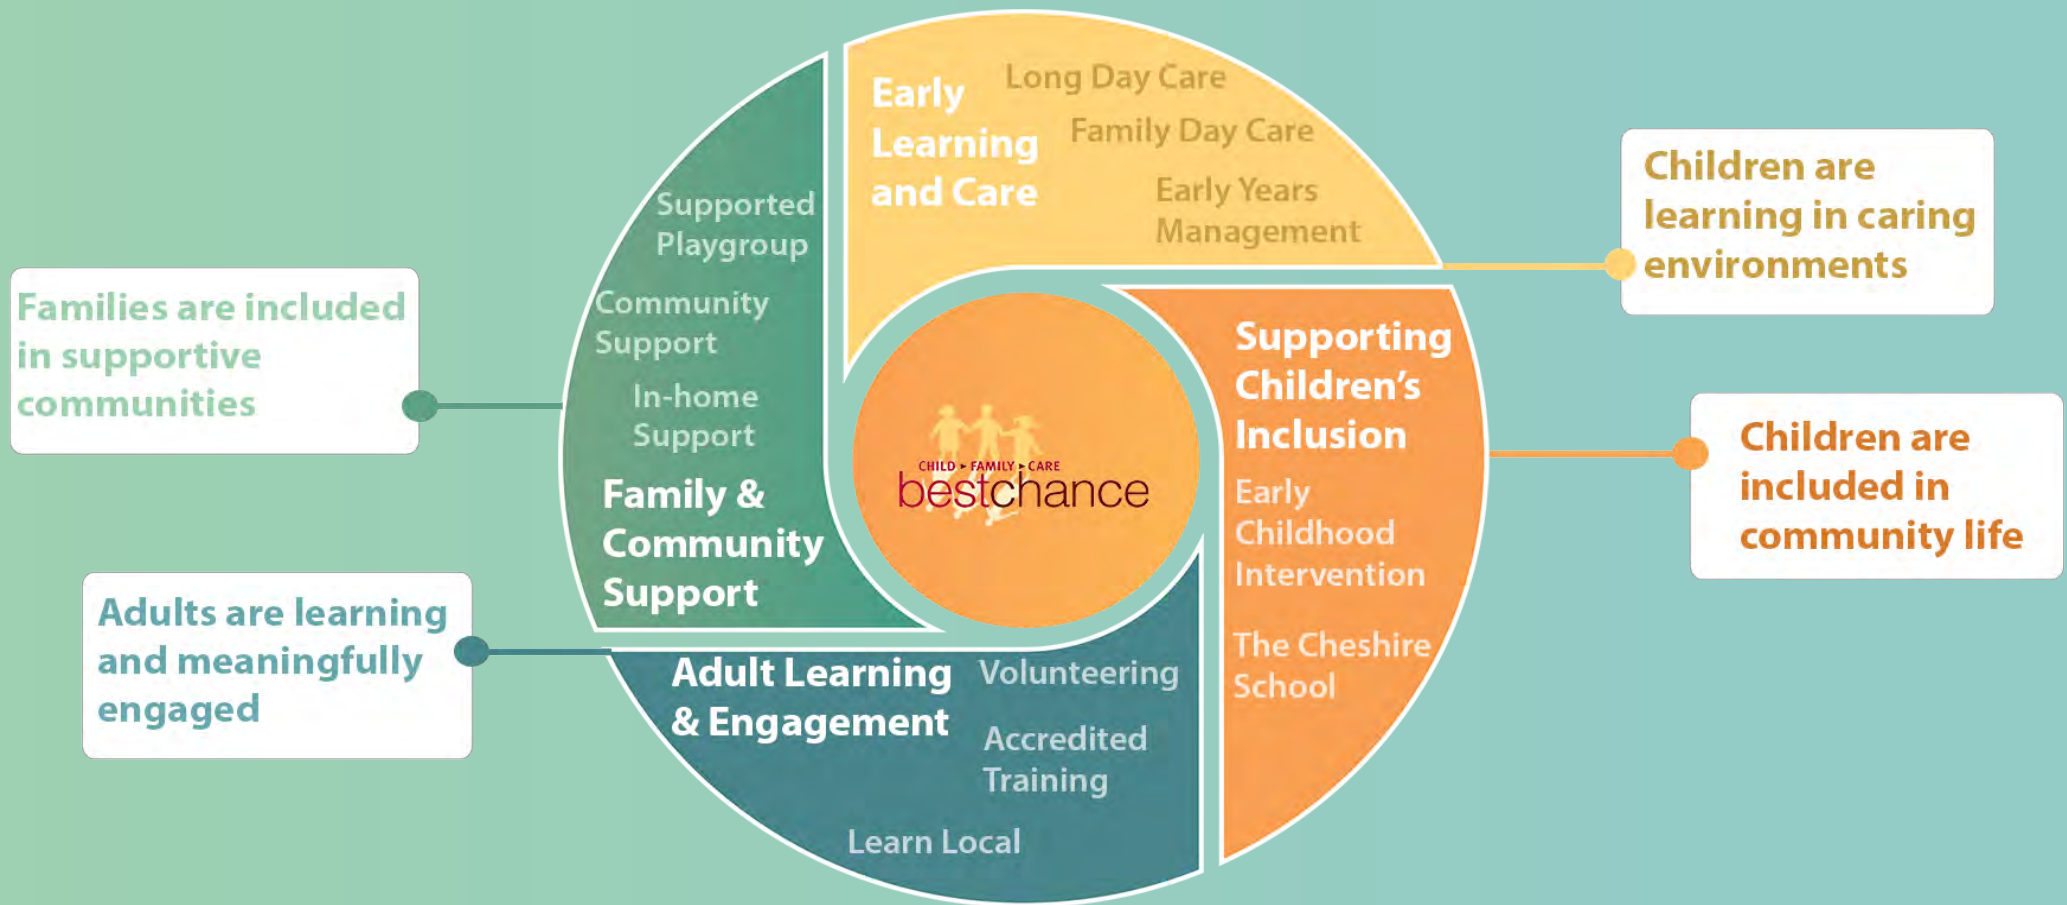 Early
Learning
and Care
Long Day Care
Family Day Care
Early Years
Management
Children are
learning in caring
environments
Supporting
Children's
Inclusion
Early
Childhood
Intervention
The Cheshire
School
Children are
included in
community life
Adult Learning
& Engagement
Volunteering
Accredited
Training
Learn Local
Adults are learning
and meaningfully
engaged
Supported
Playgroup
Community
Support
In-home
Support
Family &
Community
Support
Families are included
in supportive
communities
CHILD ▸ FAMILY ▸ CARE
bestchance